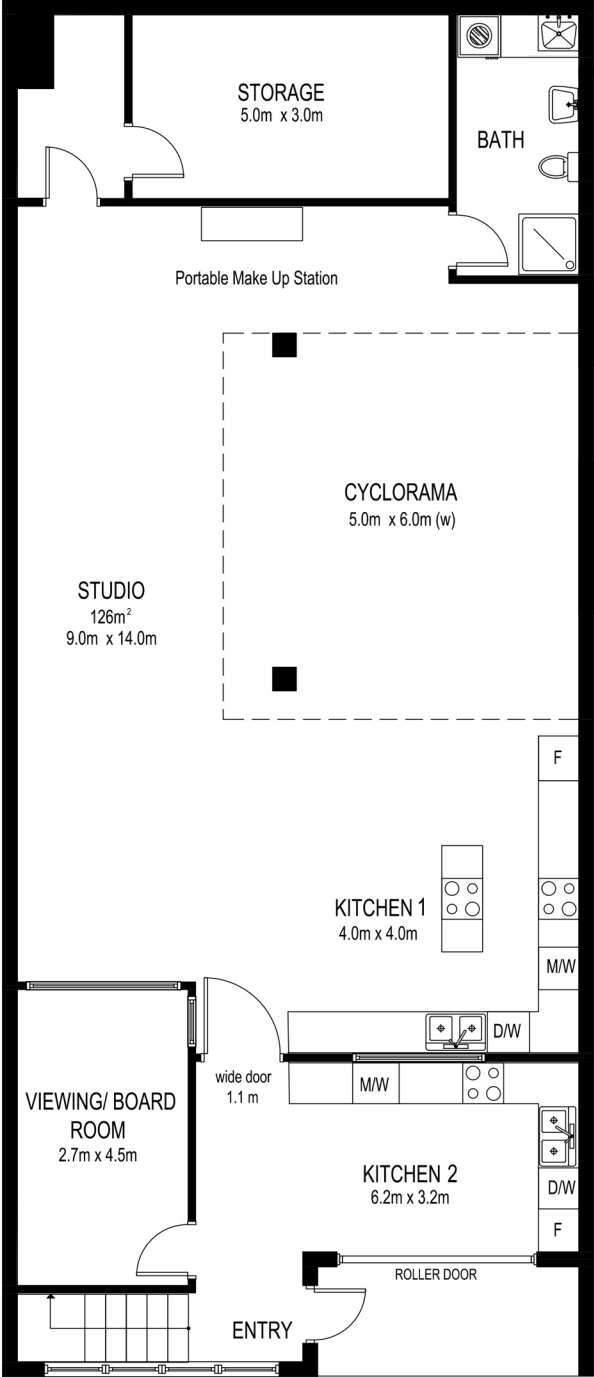 STORAGE
5.0m x 3.0m
BATH
Portable Make Up Station
CYCLORAMA
5.0m x 6.0m (w)
STUDIO
126m²
9.0m x 14.0m
F
KITCHEN 1
4.0m x 4.0m
M/W
D/W
wide door
1.1 m
M/W
VIEWING/ BOARD
ROOM
2.7m x 4.5m
KITCHEN 2
6.2m x 3.2m
D/W
F
ROLLER DOOR
ENTRY